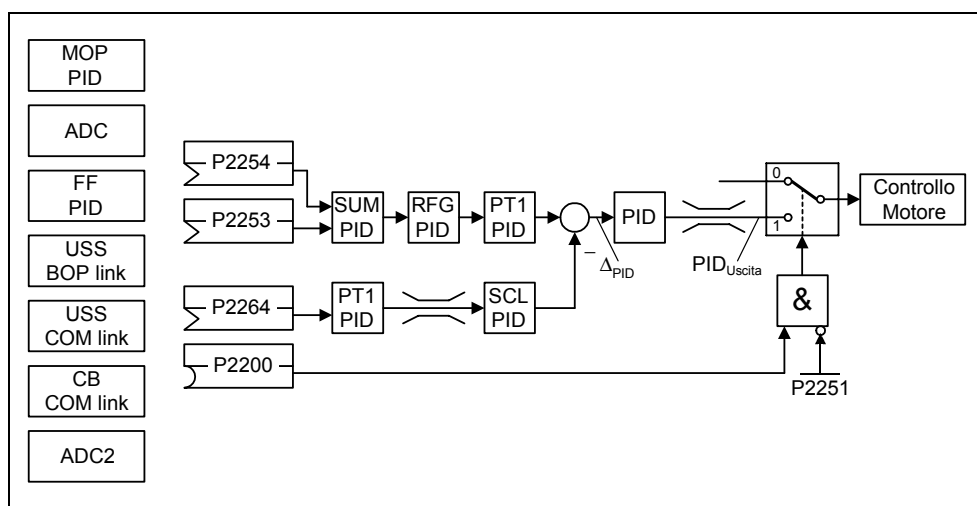 MOP
PID
ADC
FF
PID
USS
BOP link
USS
COM link
CB
COM link
ADC2
P2254
P2253
SUM
PID
RFG
PID
PT1
PID
−
ΔPID
PID
PIDUscita
0
1
Controllo
Motore
P2264
PT1
PID
SCL
PID
&
P2200
P2251